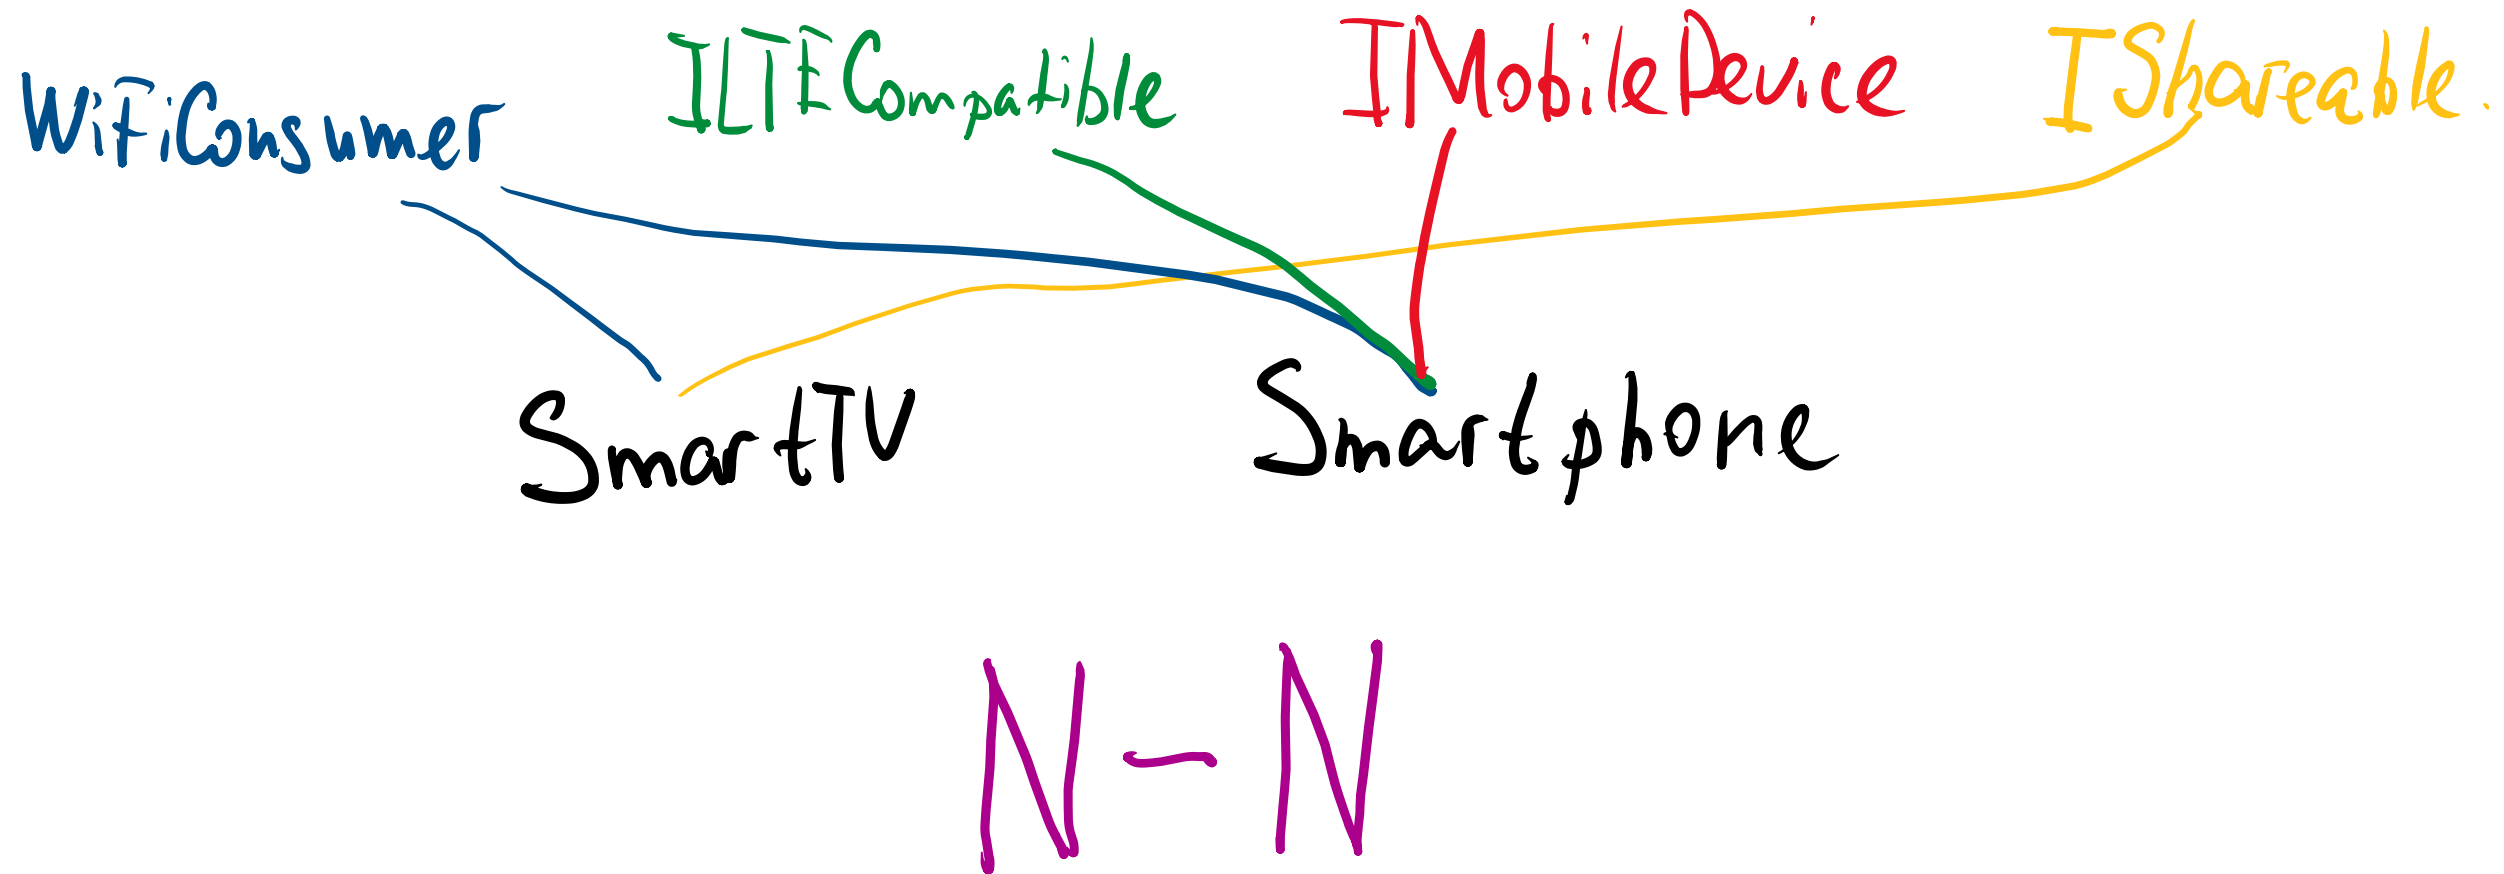 WifiConsumer ILTECompatible IMobileDevice IShareable.
SmartTV Smartphone
N-N